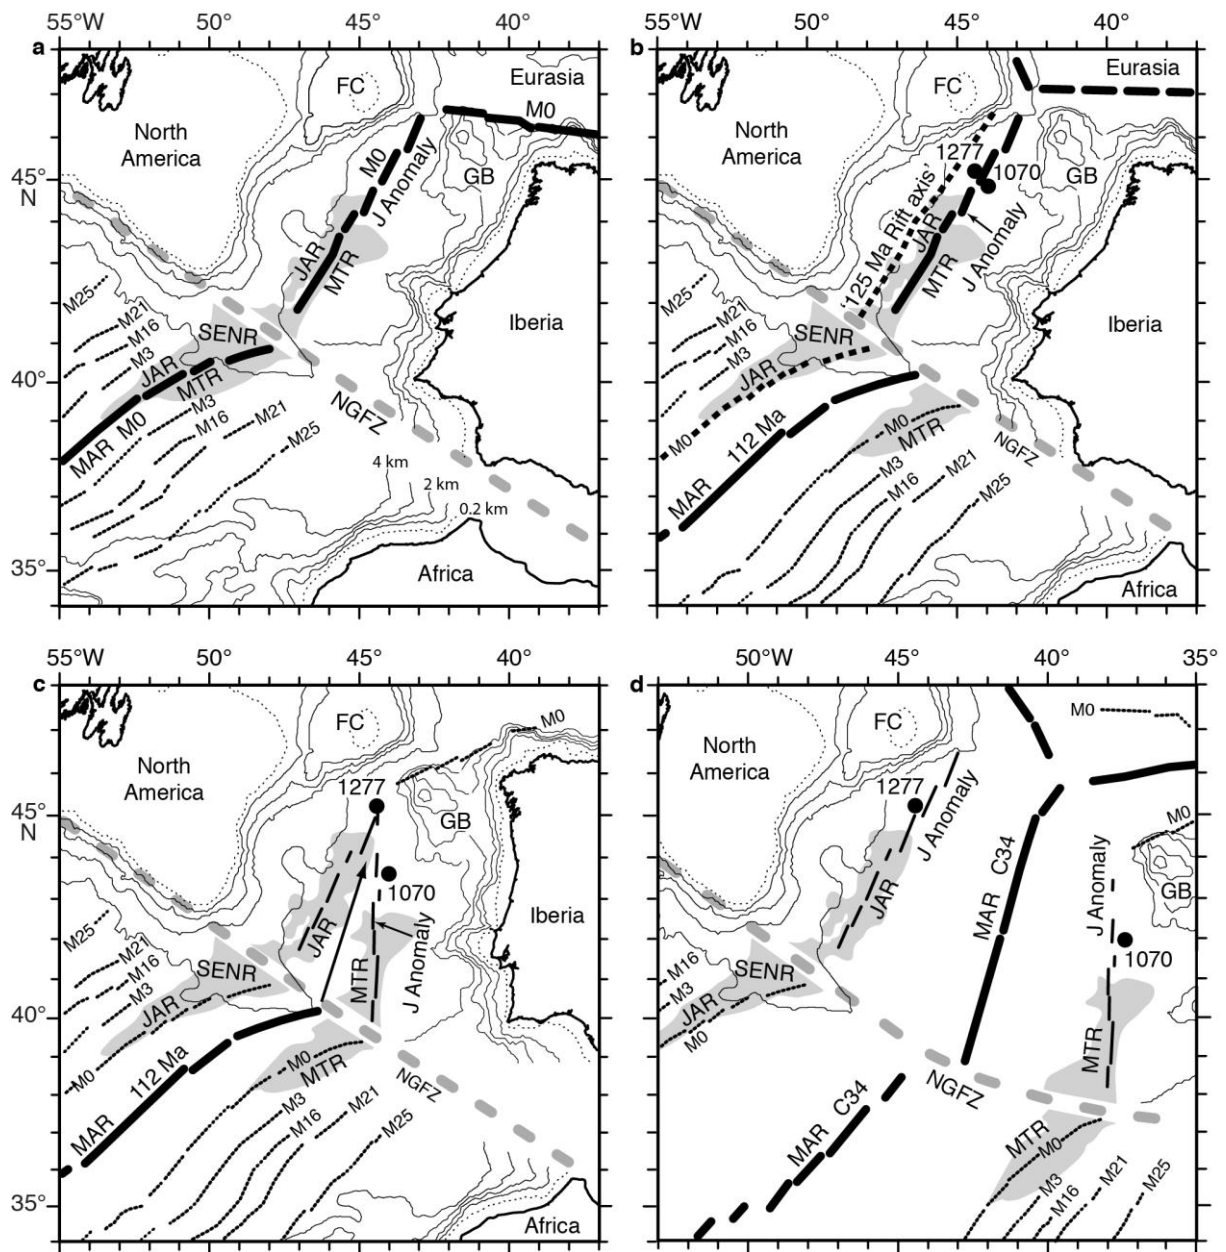 55°W 50° 45° 40°
a
FC
Eurasia
M0
North
America
M0
J Anomaly
GB
45°
N
JAR
MTR
Iberia
M25
M21
M16
M3
SENR
40°
JAR
MTR
MAR M0
M3
M16
M21
M25
NGFZ
4 km
2 km
0.2 km
35°
Africa
55°W 50° 45° 40°
b
FC
Eurasia
North
America
1277
1070
GB
'125 Ma Rift axis'
JAR
MTR
J Anomaly
Iberia
M25
M21
M16
M3
SENR
JAR
M0
MAR 112 Ma
M0
MTR
M3
M16
M21
M25
NGFZ
Africa
55°W 50° 45° 40°
c
FC
M0
North
America
1277
GB
45°
N
1070
JAR
MTR
J Anomaly
Iberia
M25
M21
M16
M3
SENR
40°
JAR
M0
MAR 112 Ma
M0
MTR
M3
M16
M21
M25
NGFZ
35°
Africa
50°W 45° 40° 35°
d
FC
M0
North
America
1277
J Anomaly
M0
GB
JAR
MAR C34
J Anomaly
1070
M16
M3
SENR
JAR
M0
MTR
NGFZ
MAR C34
MTR
M0
M3
M16
M21
M25